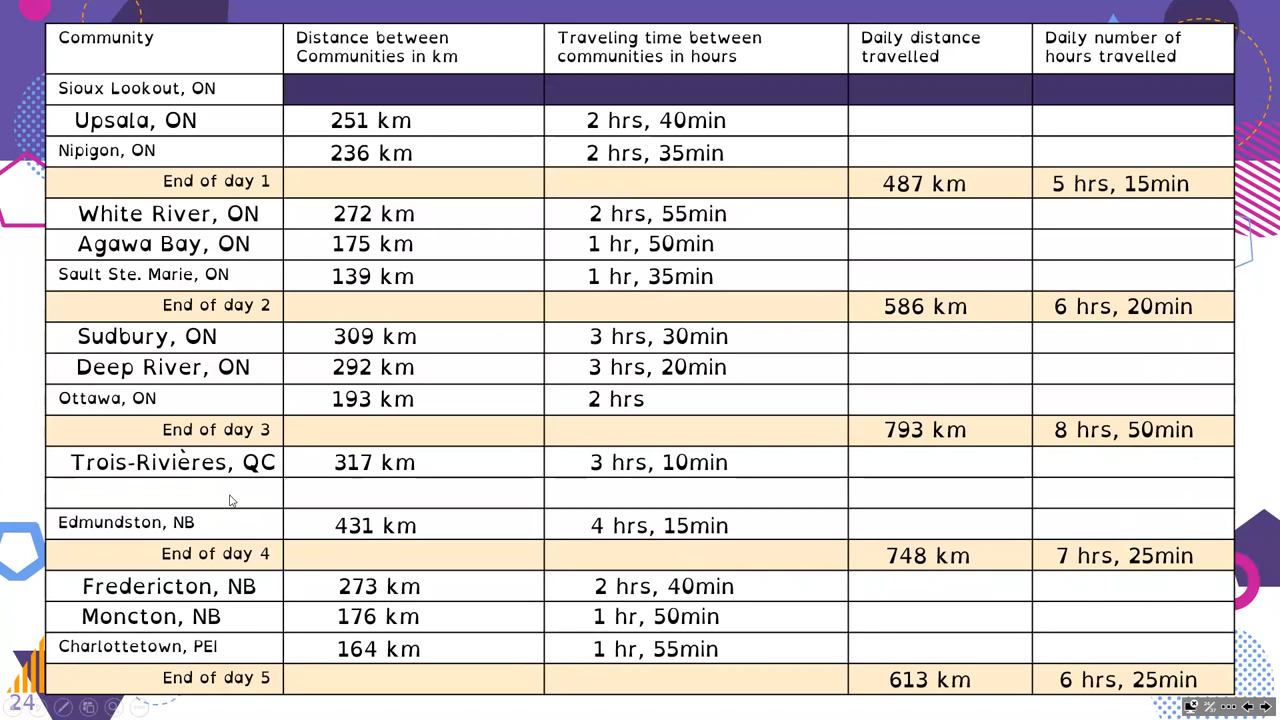 Community Distance between Communities in km Traveling time between communities in hours Daily distance travelled Daily number of hours travelled
Sioux Lookout, ON
Upsala, ON 251 km 2 hrs, 40min
Nipigon, ON 236 km 2 hrs, 35min
End of day 1 487 km 5 hrs, 15min
White River, ON 272 km 2 hrs, 55min
Agawa Bay, ON 175 km 1 hr, 50min
Sault Ste. Marie, ON 139 km 1 hr, 35min
End of day 2 586 km 6 hrs, 20min
Sudbury, ON 309 km 3 hrs, 30min
Deep River, ON 292 km 3 hrs, 20min
Ottawa, ON 193 km 2 hrs
End of day 3 793 km 8 hrs, 50min
Trois-Rivières, QC 317 km 3 hrs, 10min
Edmundston, NB 431 km 4 hrs, 15min
End of day 4 748 km 7 hrs, 25min
Fredericton, NB 273 km 2 hrs, 40min
Moncton, NB 176 km 1 hr, 50min
Charlottetown, PEI 164 km 1 hr, 55min
End of day 5 613 km 6 hrs, 25min
24